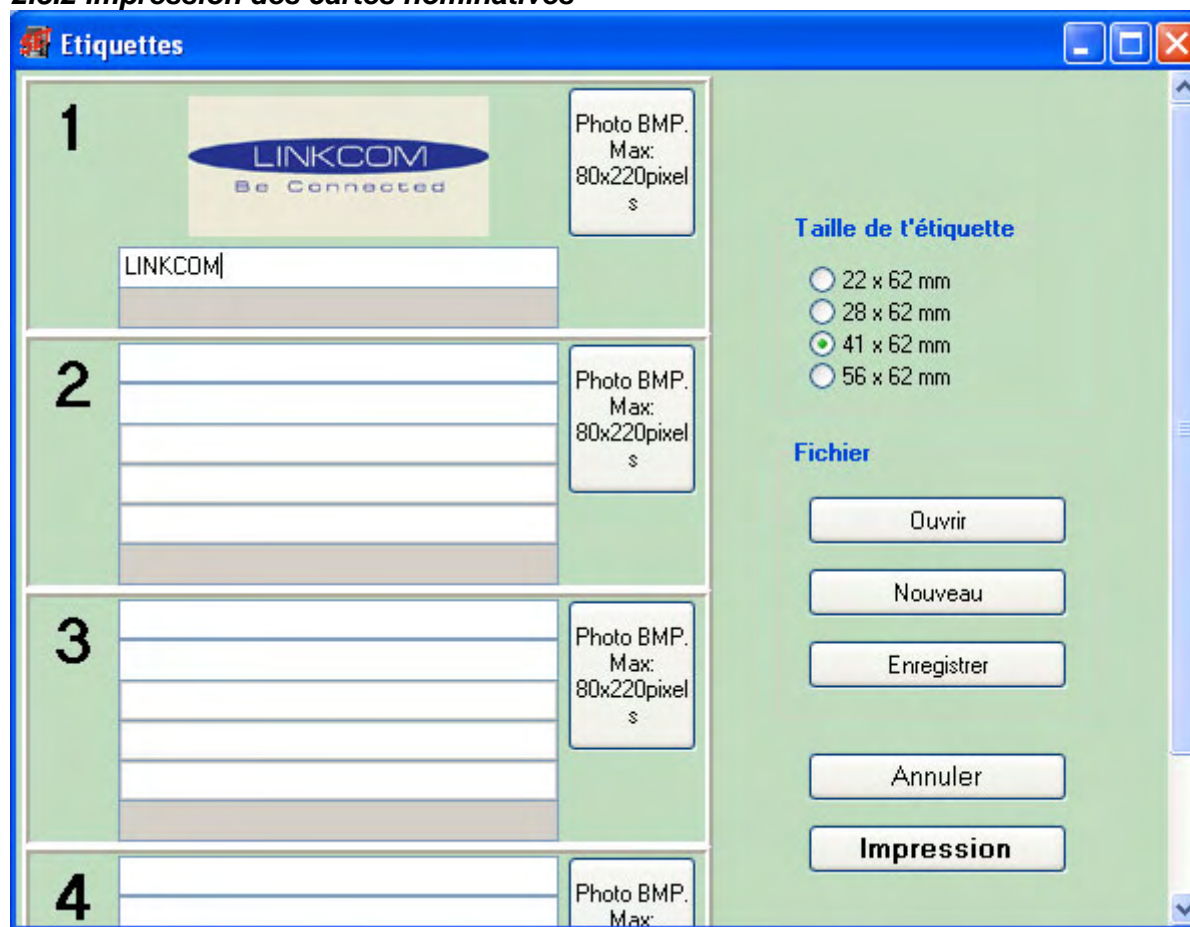 2.3.2 Impression des cartes nominatives
Etiquettes
1
LINKCOM
Be Connected
Photo BMP.
Max:
80x220pixel
s
LINKCOM
2
Photo BMP.
Max:
80x220pixel
s
3
Photo BMP.
Max:
80x220pixel
s
4
Photo BMP.
Max:
Taille de t'étiquette
22 x 62 mm
28 x 62 mm
41 x 62 mm
56 x 62 mm
Fichier
Ouvrir
Nouveau
Enregistrer
Annuler
Impression